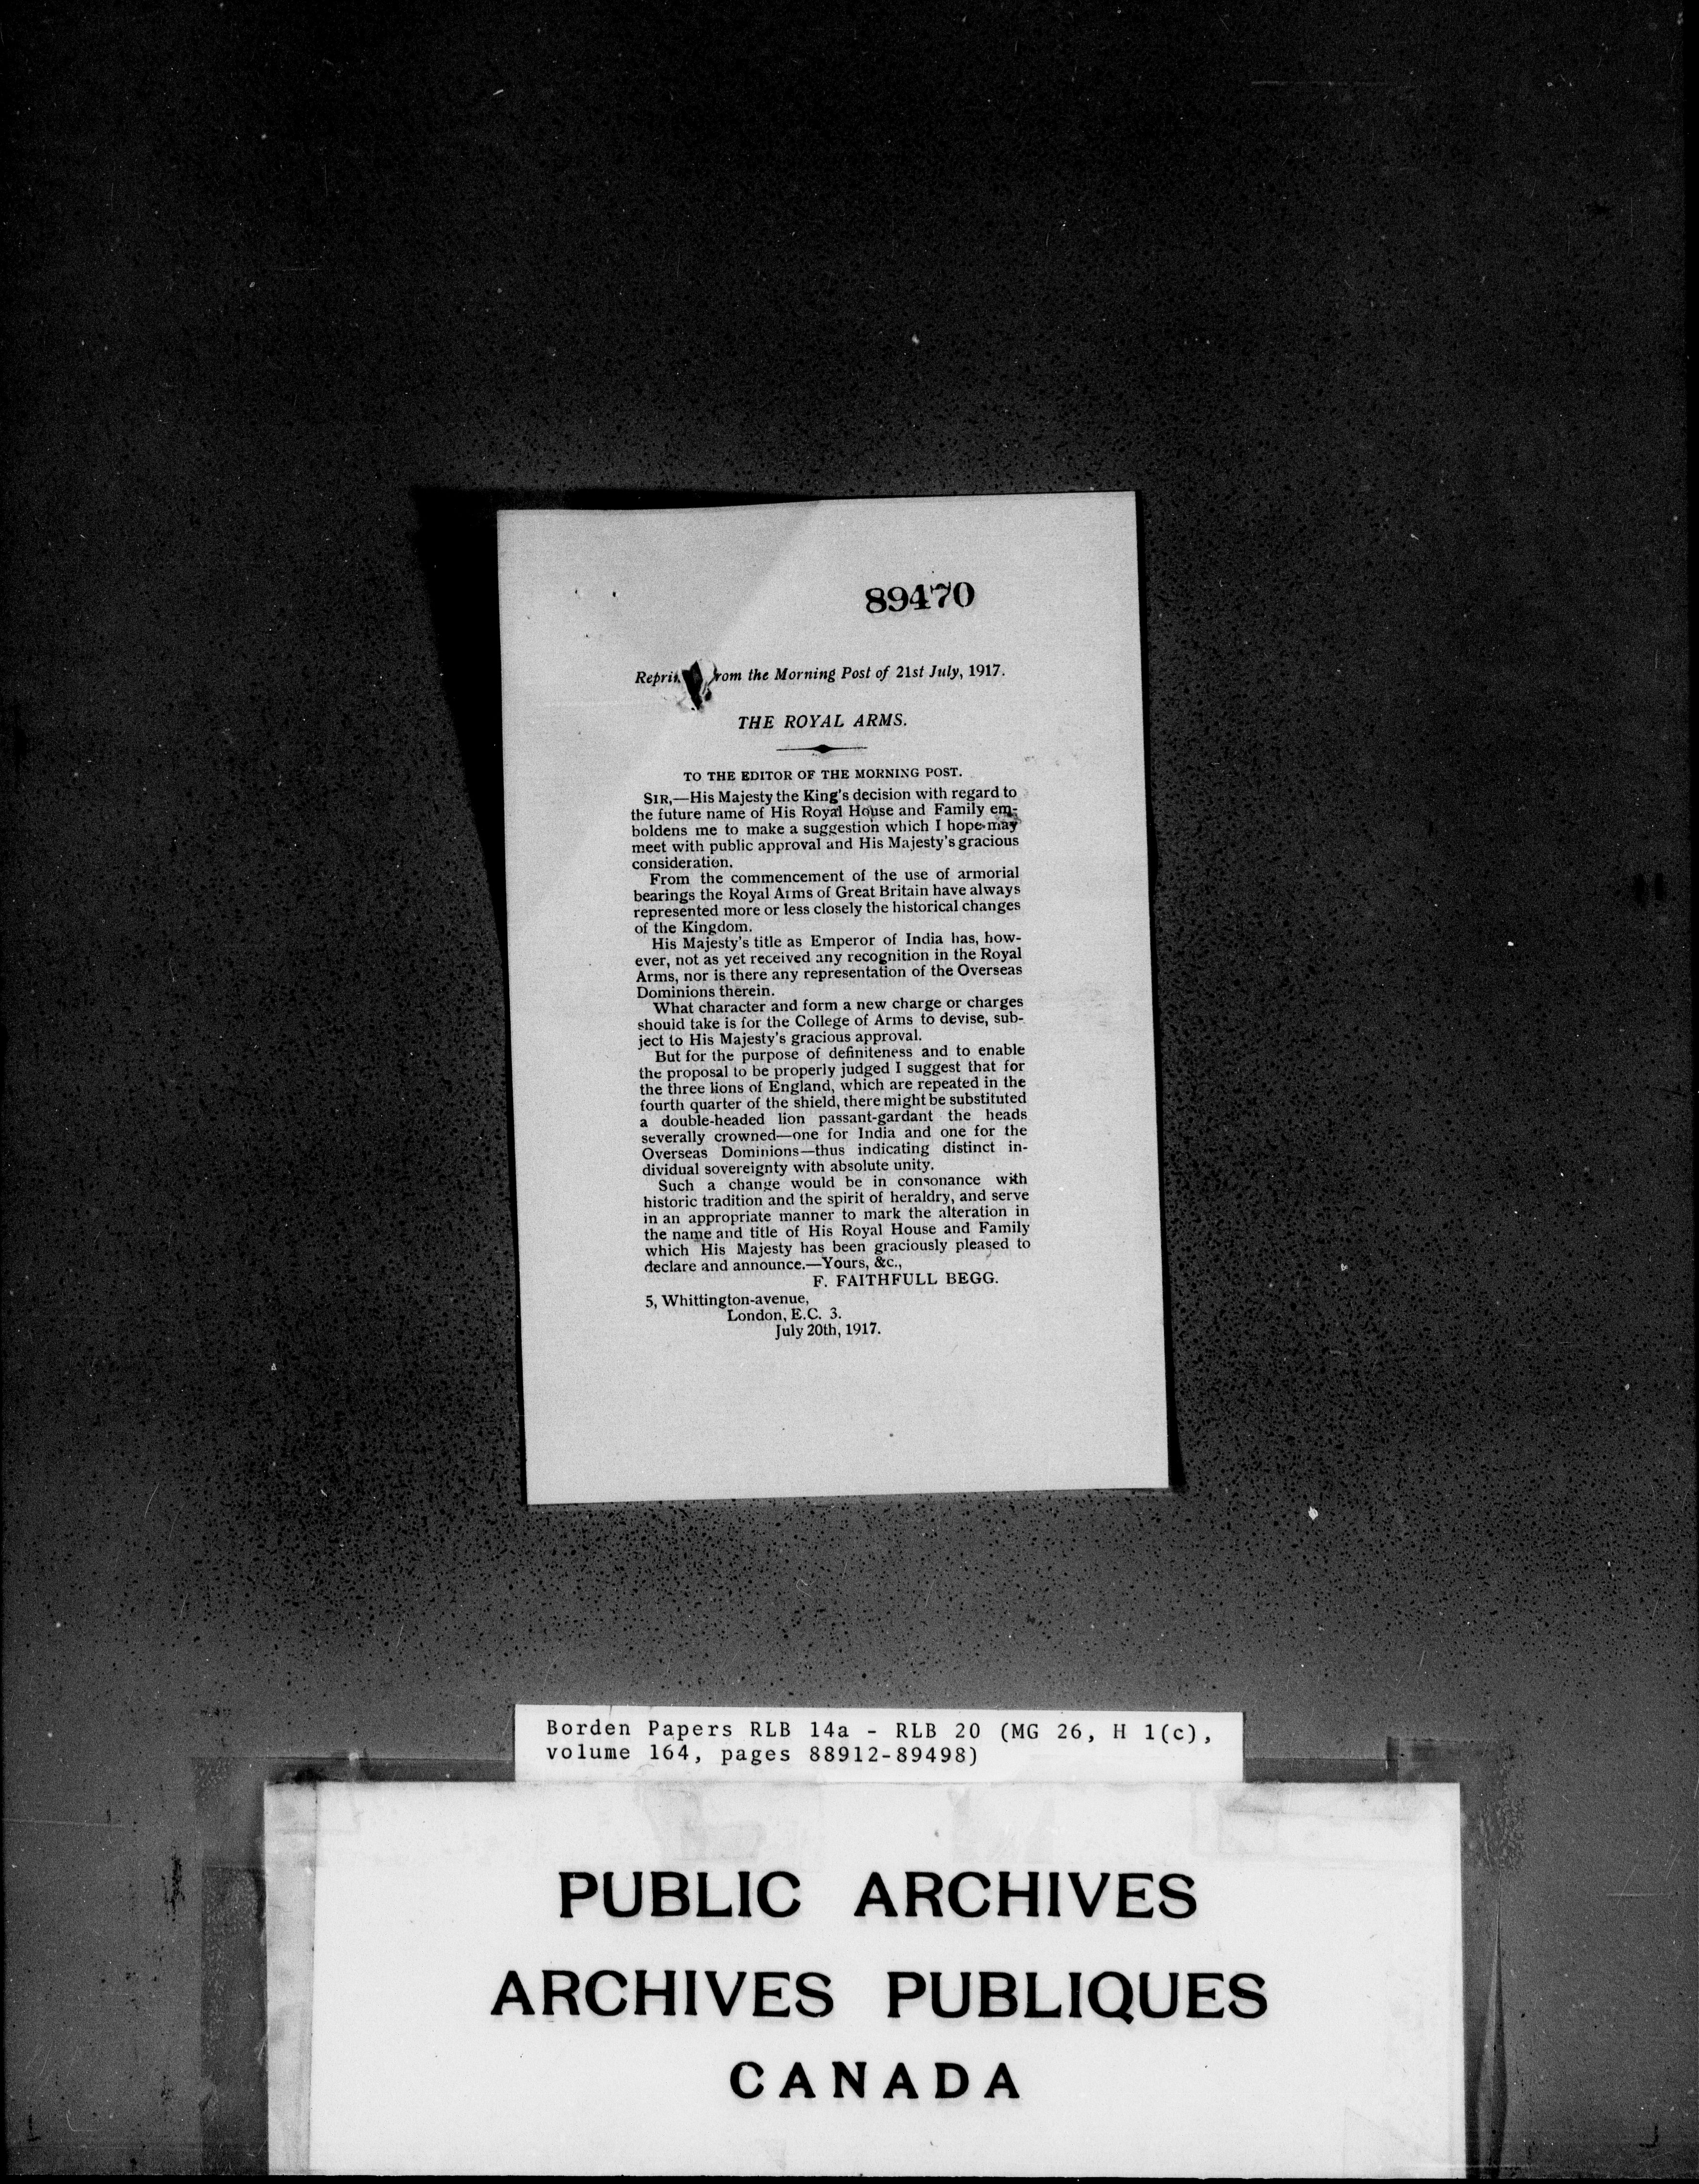 89470
Reprin from the Morning Post of 21st July, 1917.
THE ROYAL ARMS.
TO THE EDITOR OF THE MORNING POST.
SIR,—His Majesty the King's decision with regard to
the future name of His Royal House and Family em-
boldens me to make a suggestion which I hope may
meet with public approval and His Majesty's gracious
consideration.
From the commencement of the use of armorial
bearings the Royal Arms of Great Britain have always
represented more or less closely the historical changes
of the Kingdom.
His Majesty's title as Emperor of India has, how-
ever, not as yet received any recognition in the Royal
Arms, nor is there any representation of the Overseas
Dominions therein.
What character and form a new charge or charges
should take is for the College of Arms to devise, sub-
ject to His Majesty's gracious approval.
But for the purpose of definiteness and to enable
the proposal to be properly judged I suggest that for
the three lions of England, which are repeated in the
fourth quarter of the shield, there might be substituted
a double-headed lion passant-gardant the heads
severally crowned—one for India and one for the
Overseas Dominions—thus indicating distinct in-
dividual sovereignty with absolute unity.
Such a change would be in consonance with
historic tradition and the spirit of heraldry, and serve
in an appropriate manner to mark the alteration in
the name and title of His Royal House and Family
which His Majesty has been graciously pleased to
declare and announce.—Yours, &c.,
F. FAITHFULL BEGG.
5, Whittington-avenue,
London, E.C. 3.
July 20th, 1917.
Borden Papers RLB 14a - RLB 20 (MG 26, H 1(c),
volume 164, pages 88912-89498)
PUBLIC ARCHIVES
ARCHIVES PUBLIQUES
CANADA